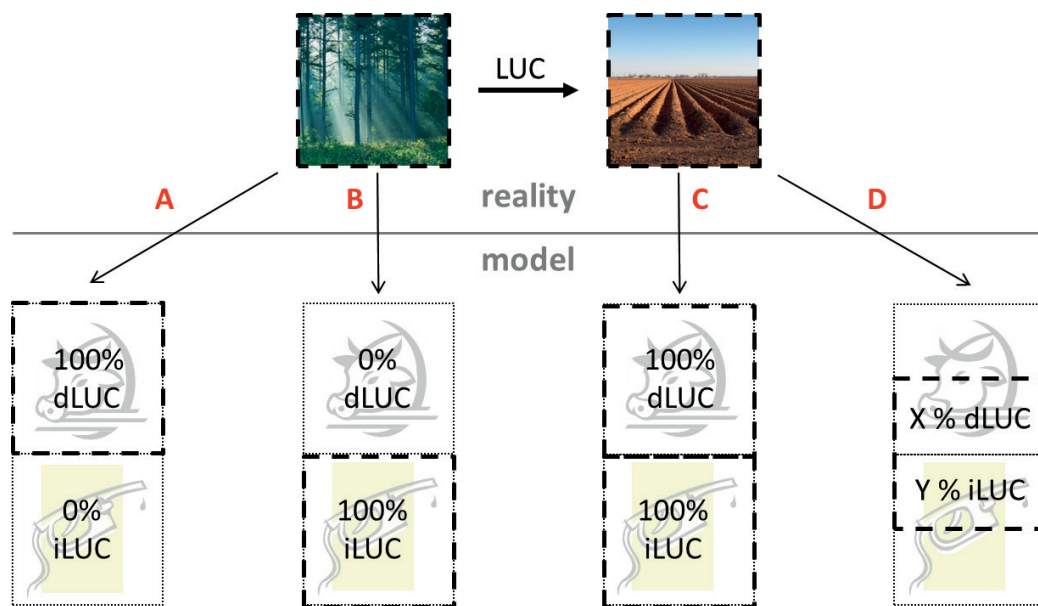 LUC
A
B
reality
C
D
model
100%
dLUC
0%
dLUC
100%
dLUC
X % dLUC
0%
iLUC
100%
iLUC
100%
iLUC
Y % iLUC